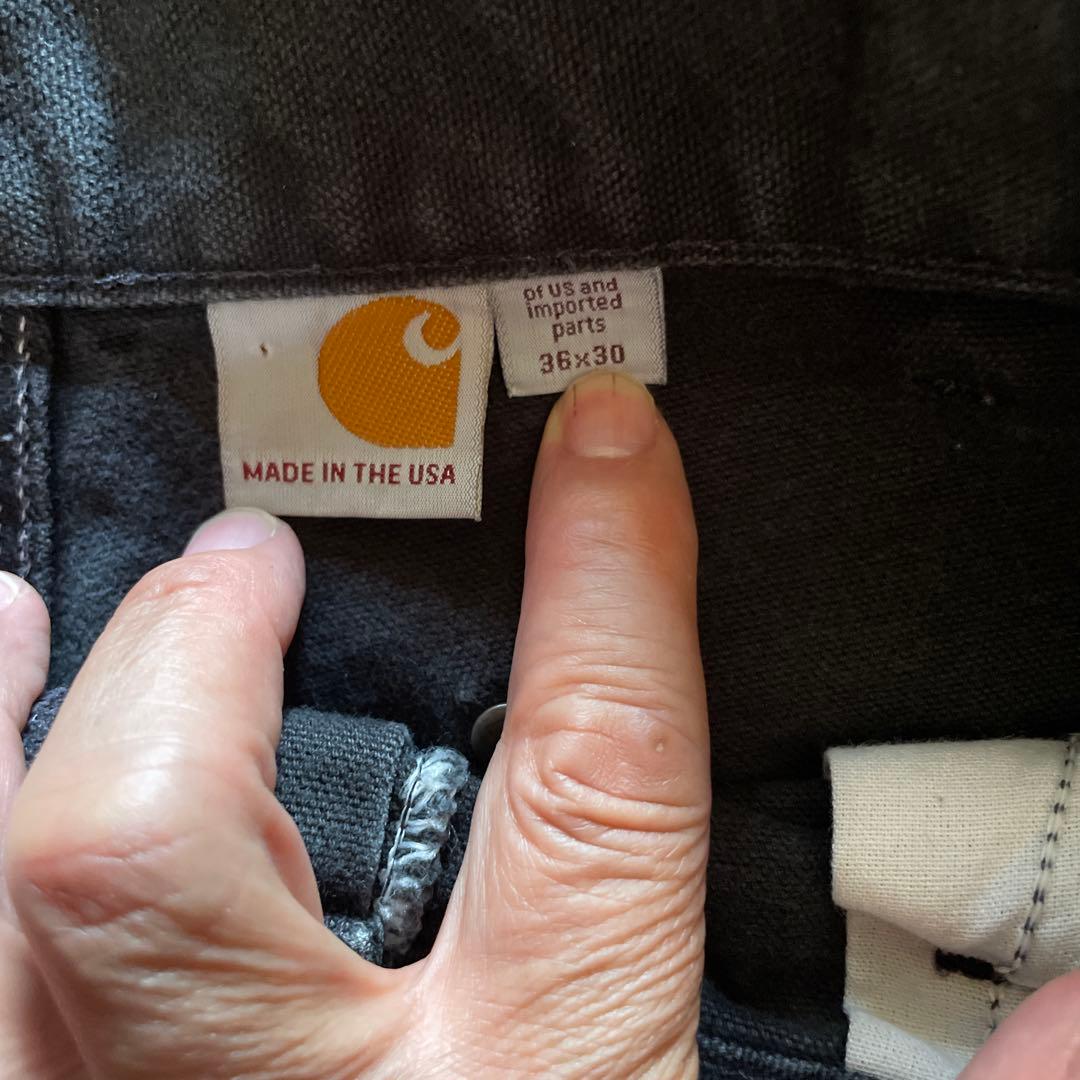 MADE IN THE USA
of US and
imported
parts
36x30